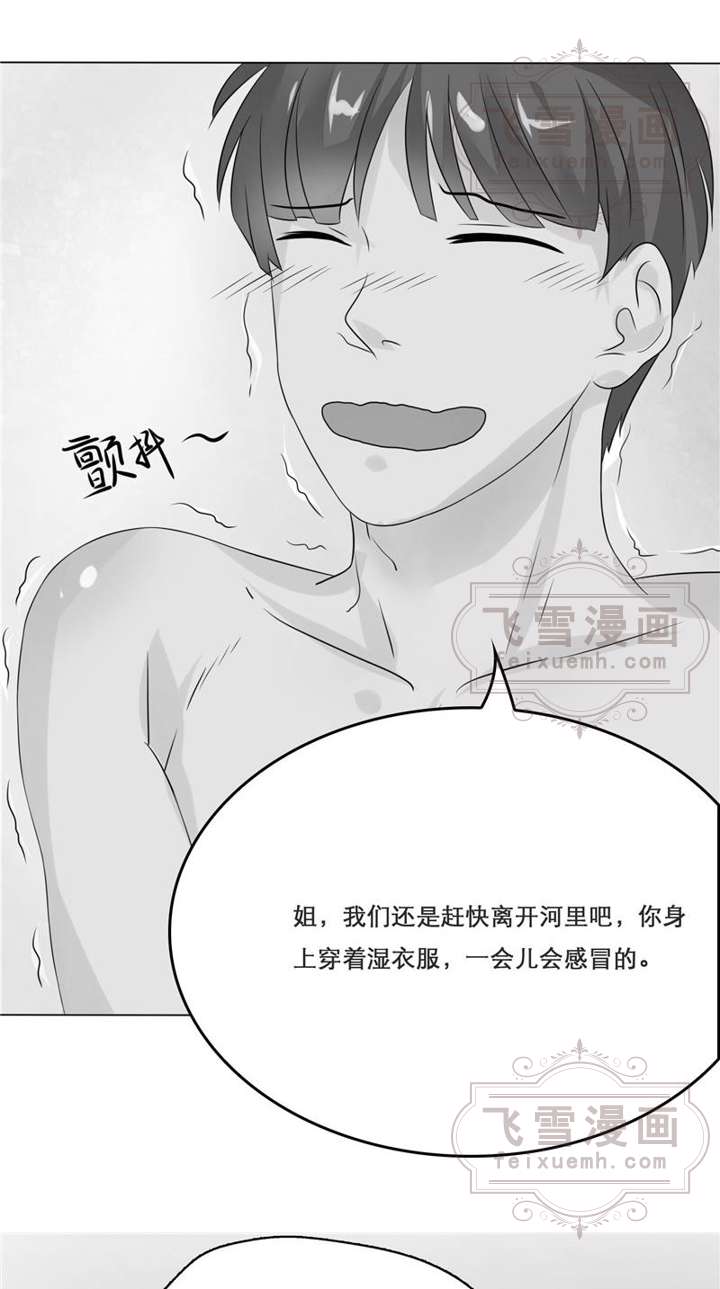 飞雪漫画
feixuemh.com
颤抖~
飞雪漫画
feixuemh.com
姐，我们还是赶快离开河里吧，你身
上穿着湿衣服，一会儿会感冒的。
飞雪漫画
feixuemh.com